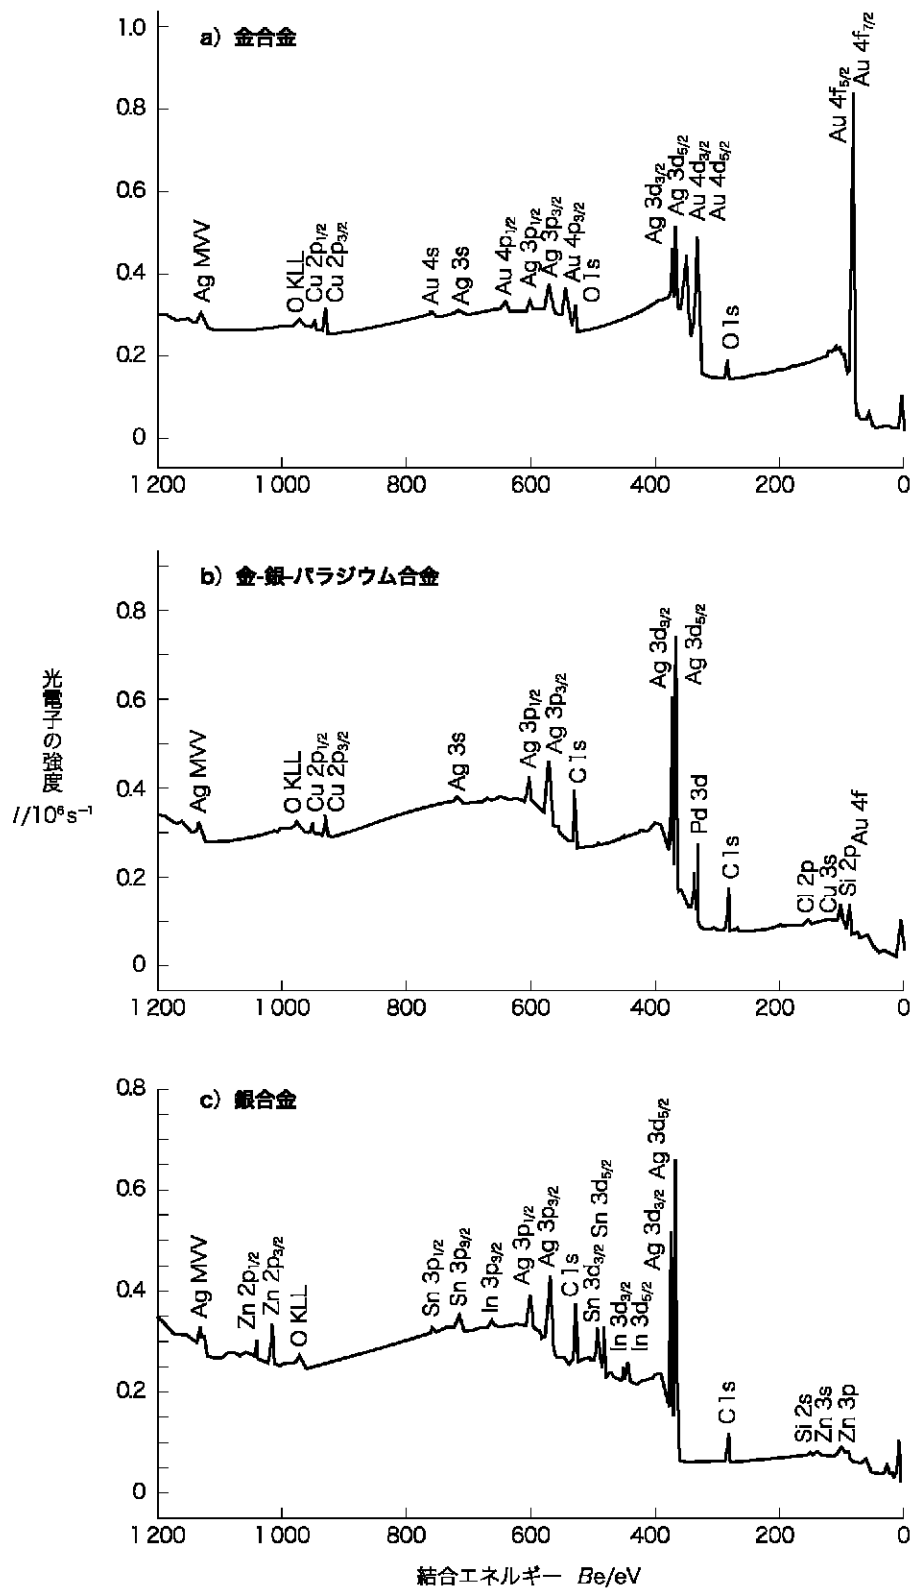 a) 金合金
1.0
0.8
0.6
0.4
0.2
0
Ag MVV
O KLL
Cu 2p1/2
Cu 2p3/2
Au 4s
Ag 3s
Au 4p1/2
Ag 3p1/2
Ag 3p3/2
Au 4p3/2
O 1s
Ag 3d3/2
Ag 3d5/2
Au 4d3/2
Au 4d5/2
O 1s
Au 4f5/2
Au 4f7/2
1 200 1 000 800 600 400 200 0
b) 金-銀-パラジウム合金
0.8
0.6
0.4
0.2
0
Ag MVV
O KLL
Cu 2p1/2
Cu 2p3/2
Ag 3s
Ag 3p1/2
Ag 3p3/2
C 1s
Ag 3d3/2
Ag 3d5/2
Pd 3d
C 1s
Cl 2p
Cu 3s
Si 2p
Au 4f
1 200 1 000 800 600 400 200 0
光電子の強度
I/10⁶s⁻¹
c) 銀合金
0.8
0.6
0.4
0.2
0
Ag MVV
Zn 2p1/2
Zn 2p3/2
O KLL
Sn 3p1/2
Sn 3p3/2
In 3p3/2
Ag 3p1/2
Ag 3p3/2
C 1s
Sn 3d3/2
Sn 3d5/2
In 3d3/2
In 3d5/2
Ag 3d3/2
Ag 3d5/2
C 1s
Si 2s
Zn 3s
Zn 3p
1 200 1 000 800 600 400 200 0
結合エネルギー Be/eV